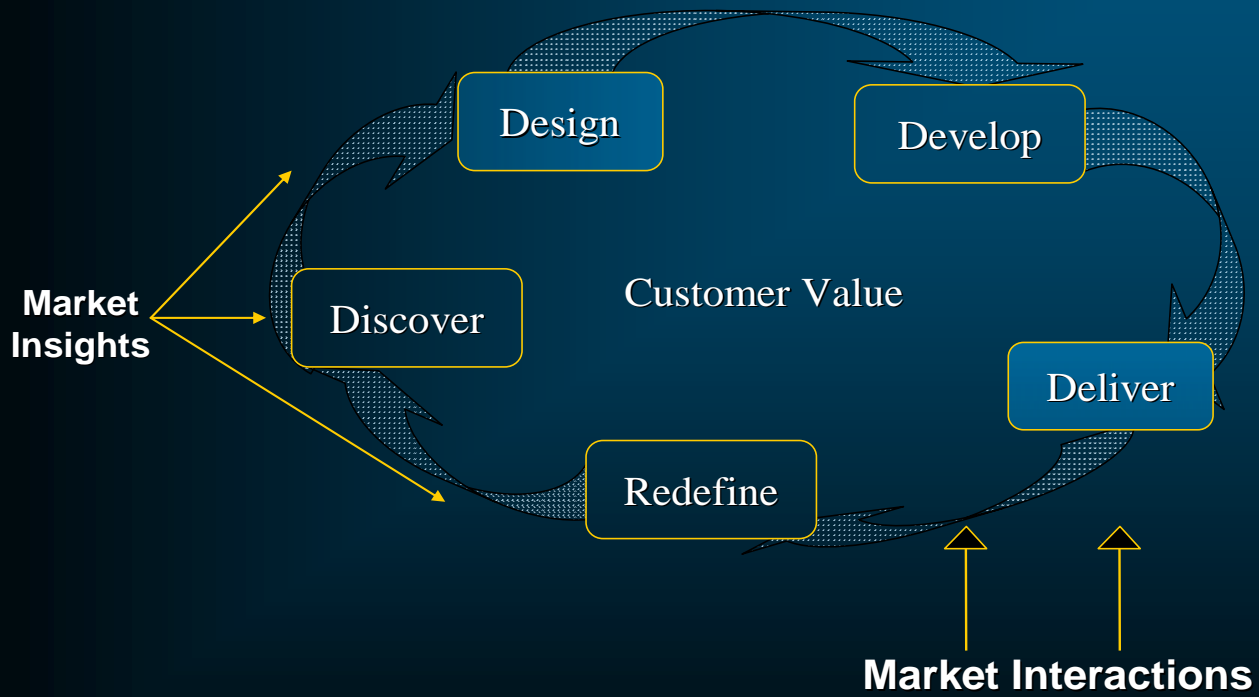 Design
Develop
Customer Value
Market
Insights
Discover
Deliver
Redefine
Market Interactions